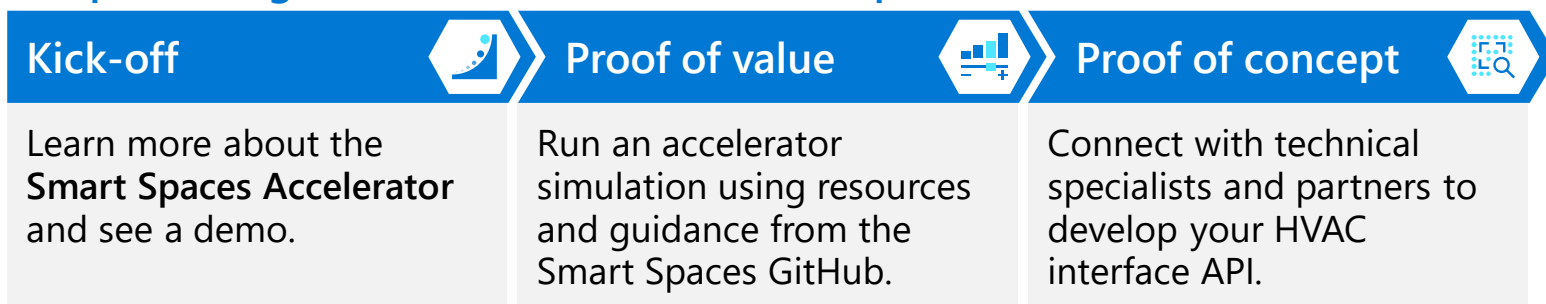 Kick-off
Proof of value
Proof of concept
Learn more about the
Smart Spaces Accelerator
and see a demo.
Run an accelerator
simulation using resources
and guidance from the
Smart Spaces GitHub.
Connect with technical
specialists and partners to
develop your HVAC
interface API.